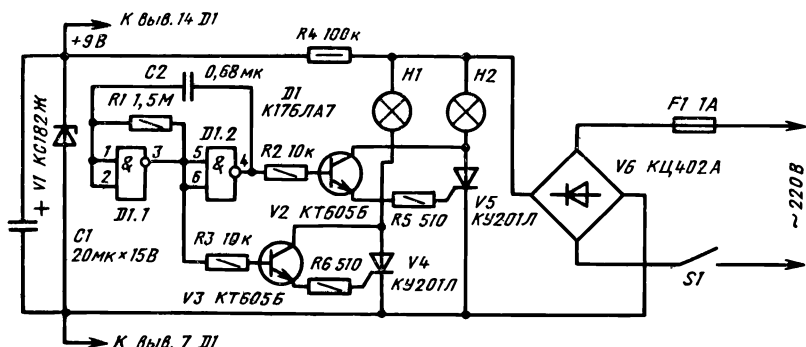 К выв. 14 D1
+9В
R4 100к
C2
0,68мк
D1
К176ЛА7
H1
H2
F1 1А
R1 1,5М
D1.2
V1 КС182Ж
1
2
&
3
5
6
&
4
R2 10к
V6 КЦ402А
~220В
D1.1
V5
КУ201Л
V2 КТ605Б
R5 510
C1
20мк×15В
R3 10к
R6 510
V4
КУ201Л
S1
V3 КТ605Б
К выв. 7 D1
+